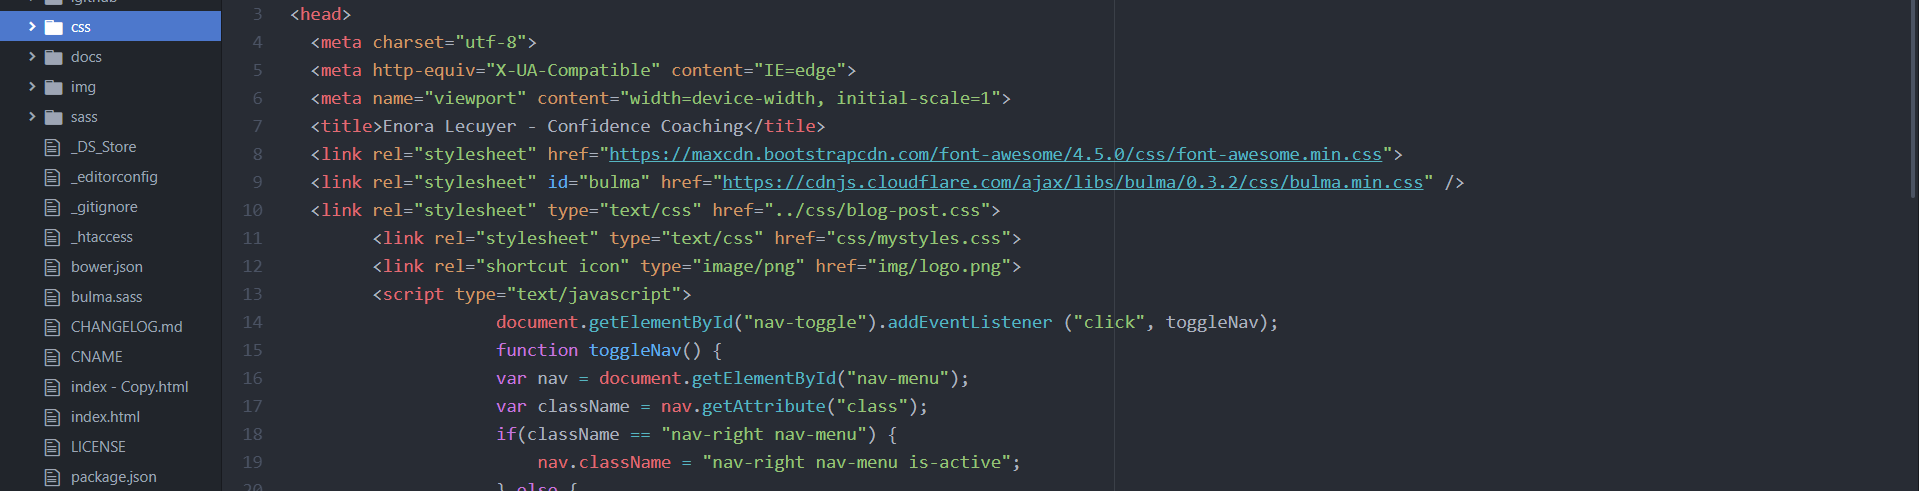 css
docs
img
sass
_DS_Store
_editorconfig
_gitignore
_htaccess
bower.json
bulma.sass
CHANGELOG.md
CNAME
index - Copy.html
index.html
LICENSE
package.json
3 <head>
4 <meta charset="utf-8">
5 <meta http-equiv="X-UA-Compatible" content="IE=edge">
6 <meta name="viewport" content="width=device-width, initial-scale=1">
7 <title>Enora Lecuyer - Confidence Coaching</title>
8 <link rel="stylesheet" href="https://maxcdn.bootstrapcdn.com/font-awesome/4.5.0/css/font-awesome.min.css">
9 <link rel="stylesheet" id="bulma" href="https://cdnjs.cloudflare.com/ajax/libs/bulma/0.3.2/css/bulma.min.css" />
10 <link rel="stylesheet" type="text/css" href="../css/blog-post.css">
11 <link rel="stylesheet" type="text/css" href="css/mystyles.css">
12 <link rel="shortcut icon" type="image/png" href="img/logo.png">
13 <script type="text/javascript">
14 document.getElementById("nav-toggle").addEventListener ("click", toggleNav);
15 function toggleNav() {
16 var nav = document.getElementById("nav-menu");
17 var className = nav.getAttribute("class");
18 if(className == "nav-right nav-menu") {
19 nav.className = "nav-right nav-menu is-active";
20 } else {